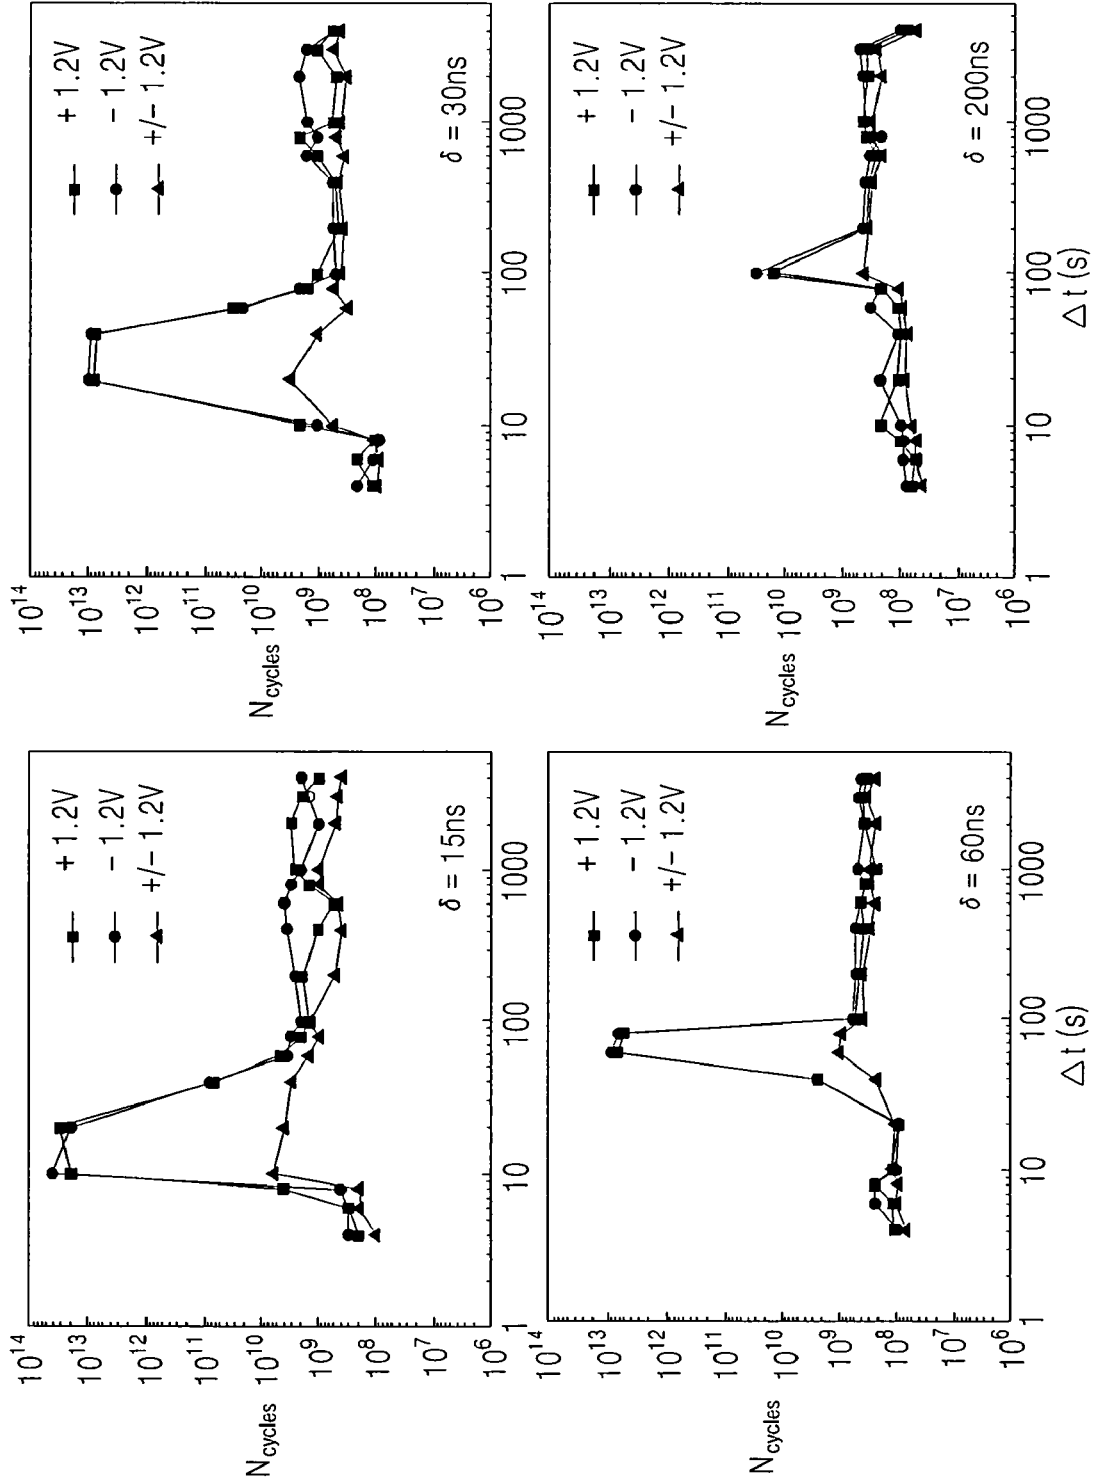 10^14
10^13
10^12
10^11
10^10
10^9
10^8
10^7
10^6
N_cycles
+ 1.2V
− 1.2V
+/− 1.2V
δ = 15ns
1 10 100 1000
10^14
10^13
10^12
10^11
10^10
10^9
10^8
10^7
10^6
N_cycles
+ 1.2V
− 1.2V
+/− 1.2V
δ = 30ns
1 10 100 1000
10^14
10^13
10^12
10^11
10^10
10^9
10^8
10^7
10^6
N_cycles
+ 1.2V
− 1.2V
+/− 1.2V
δ = 60ns
1 10 100 1000
Δt (s)
10^14
10^13
10^12
10^11
10^10
10^9
10^8
10^7
10^6
N_cycles
+ 1.2V
− 1.2V
+/− 1.2V
δ = 200ns
1 10 100 1000
Δt (s)